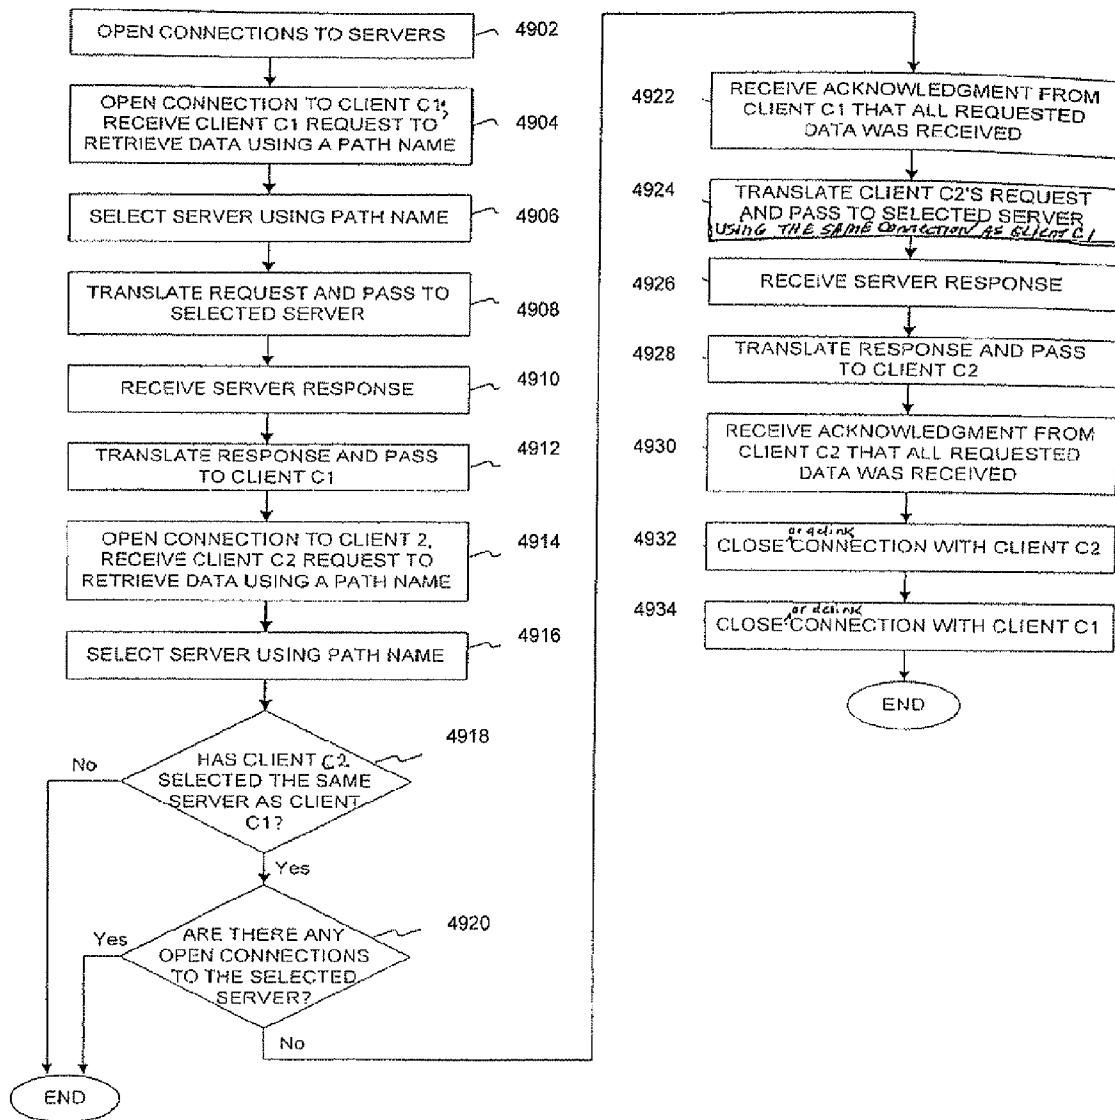 OPEN CONNECTIONS TO SERVERS
4902
OPEN CONNECTION TO CLIENT C1;
RECEIVE CLIENT C1 REQUEST TO
RETRIEVE DATA USING A PATH NAME
4904
SELECT SERVER USING PATH NAME
4906
TRANSLATE REQUEST AND PASS TO
SELECTED SERVER
4908
RECEIVE SERVER RESPONSE
4910
TRANSLATE RESPONSE AND PASS
TO CLIENT C1
4912
OPEN CONNECTION TO CLIENT 2,
RECEIVE CLIENT C2 REQUEST TO
RETRIEVE DATA USING A PATH NAME
4914
SELECT SERVER USING PATH NAME
4916
HAS CLIENT C2
SELECTED THE SAME
SERVER AS CLIENT
C1?
4918
No
Yes
ARE THERE ANY
OPEN CONNECTIONS
TO THE SELECTED
SERVER?
4920
Yes
No
END
4922
RECEIVE ACKNOWLEDGMENT FROM
CLIENT C1 THAT ALL REQUESTED
DATA WAS RECEIVED
4924
TRANSLATE CLIENT C2'S REQUEST
AND PASS TO SELECTED SERVER
USING THE SAME CONNECTION AS CLIENT C1
4926
RECEIVE SERVER RESPONSE
4928
TRANSLATE RESPONSE AND PASS
TO CLIENT C2
4930
RECEIVE ACKNOWLEDGMENT FROM
CLIENT C2 THAT ALL REQUESTED
DATA WAS RECEIVED
4932
or delink
CLOSE CONNECTION WITH CLIENT C2
4934
or delink
CLOSE CONNECTION WITH CLIENT C1
END